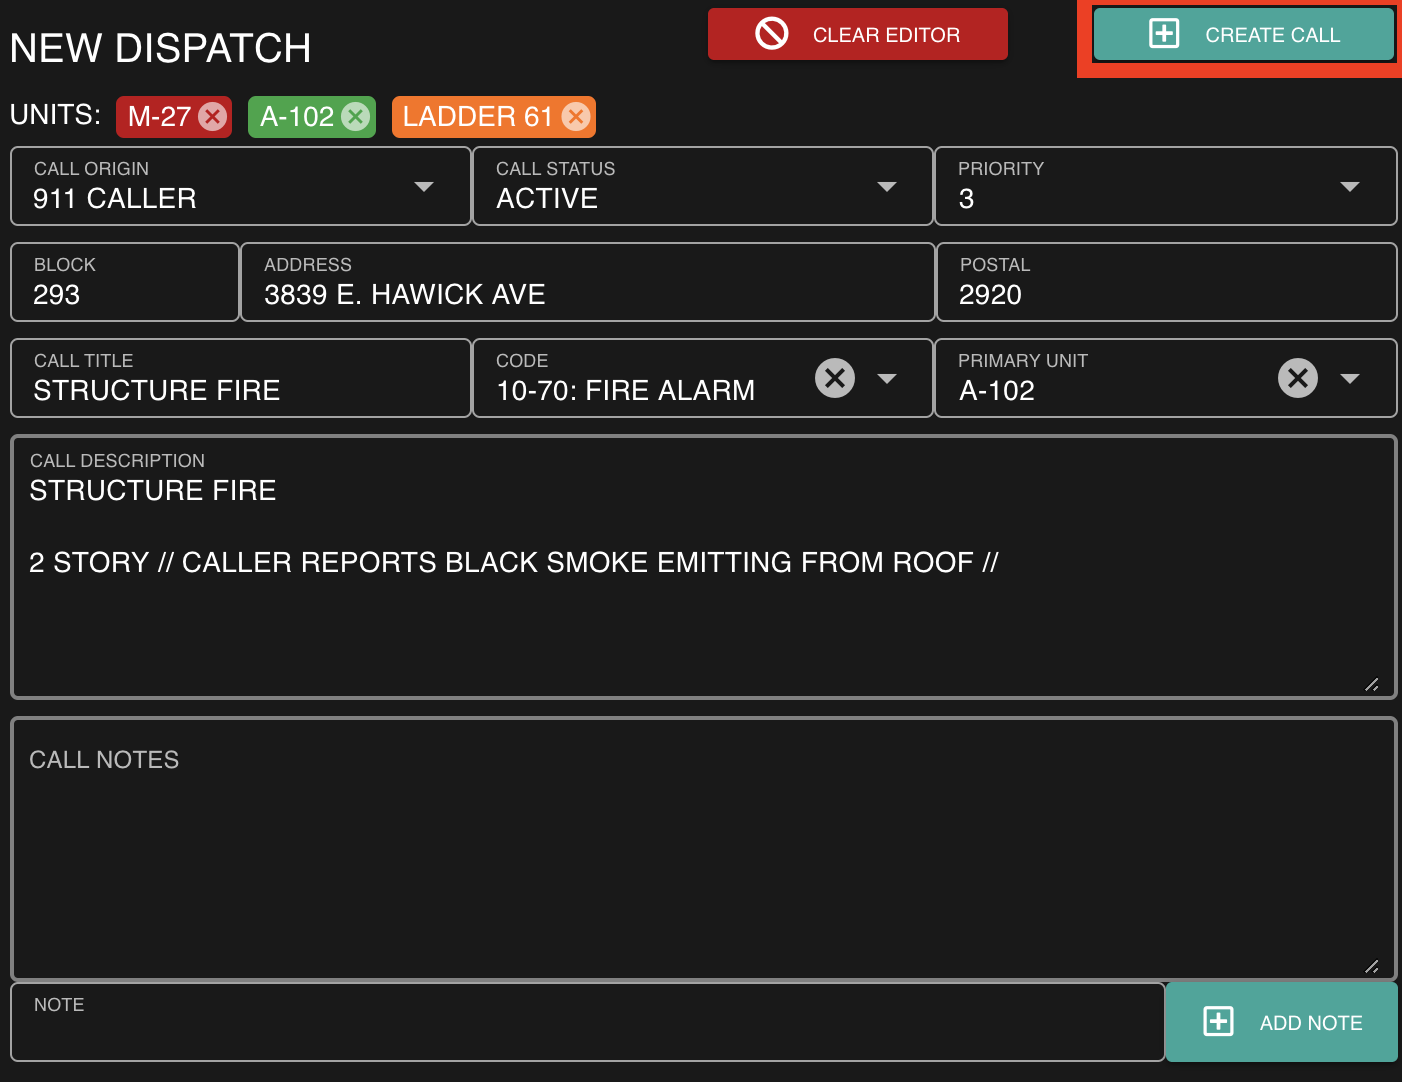 NEW DISPATCH
CLEAR EDITOR
CREATE CALL
UNITS: M-27 A-102 LADDER 61
CALL ORIGIN
911 CALLER
CALL STATUS
ACTIVE
PRIORITY
3
BLOCK
293
ADDRESS
3839 E. HAWICK AVE
POSTAL
2920
CALL TITLE
STRUCTURE FIRE
CODE
10-70: FIRE ALARM
PRIMARY UNIT
A-102
CALL DESCRIPTION
STRUCTURE FIRE
2 STORY // CALLER REPORTS BLACK SMOKE EMITTING FROM ROOF //
CALL NOTES
NOTE
ADD NOTE